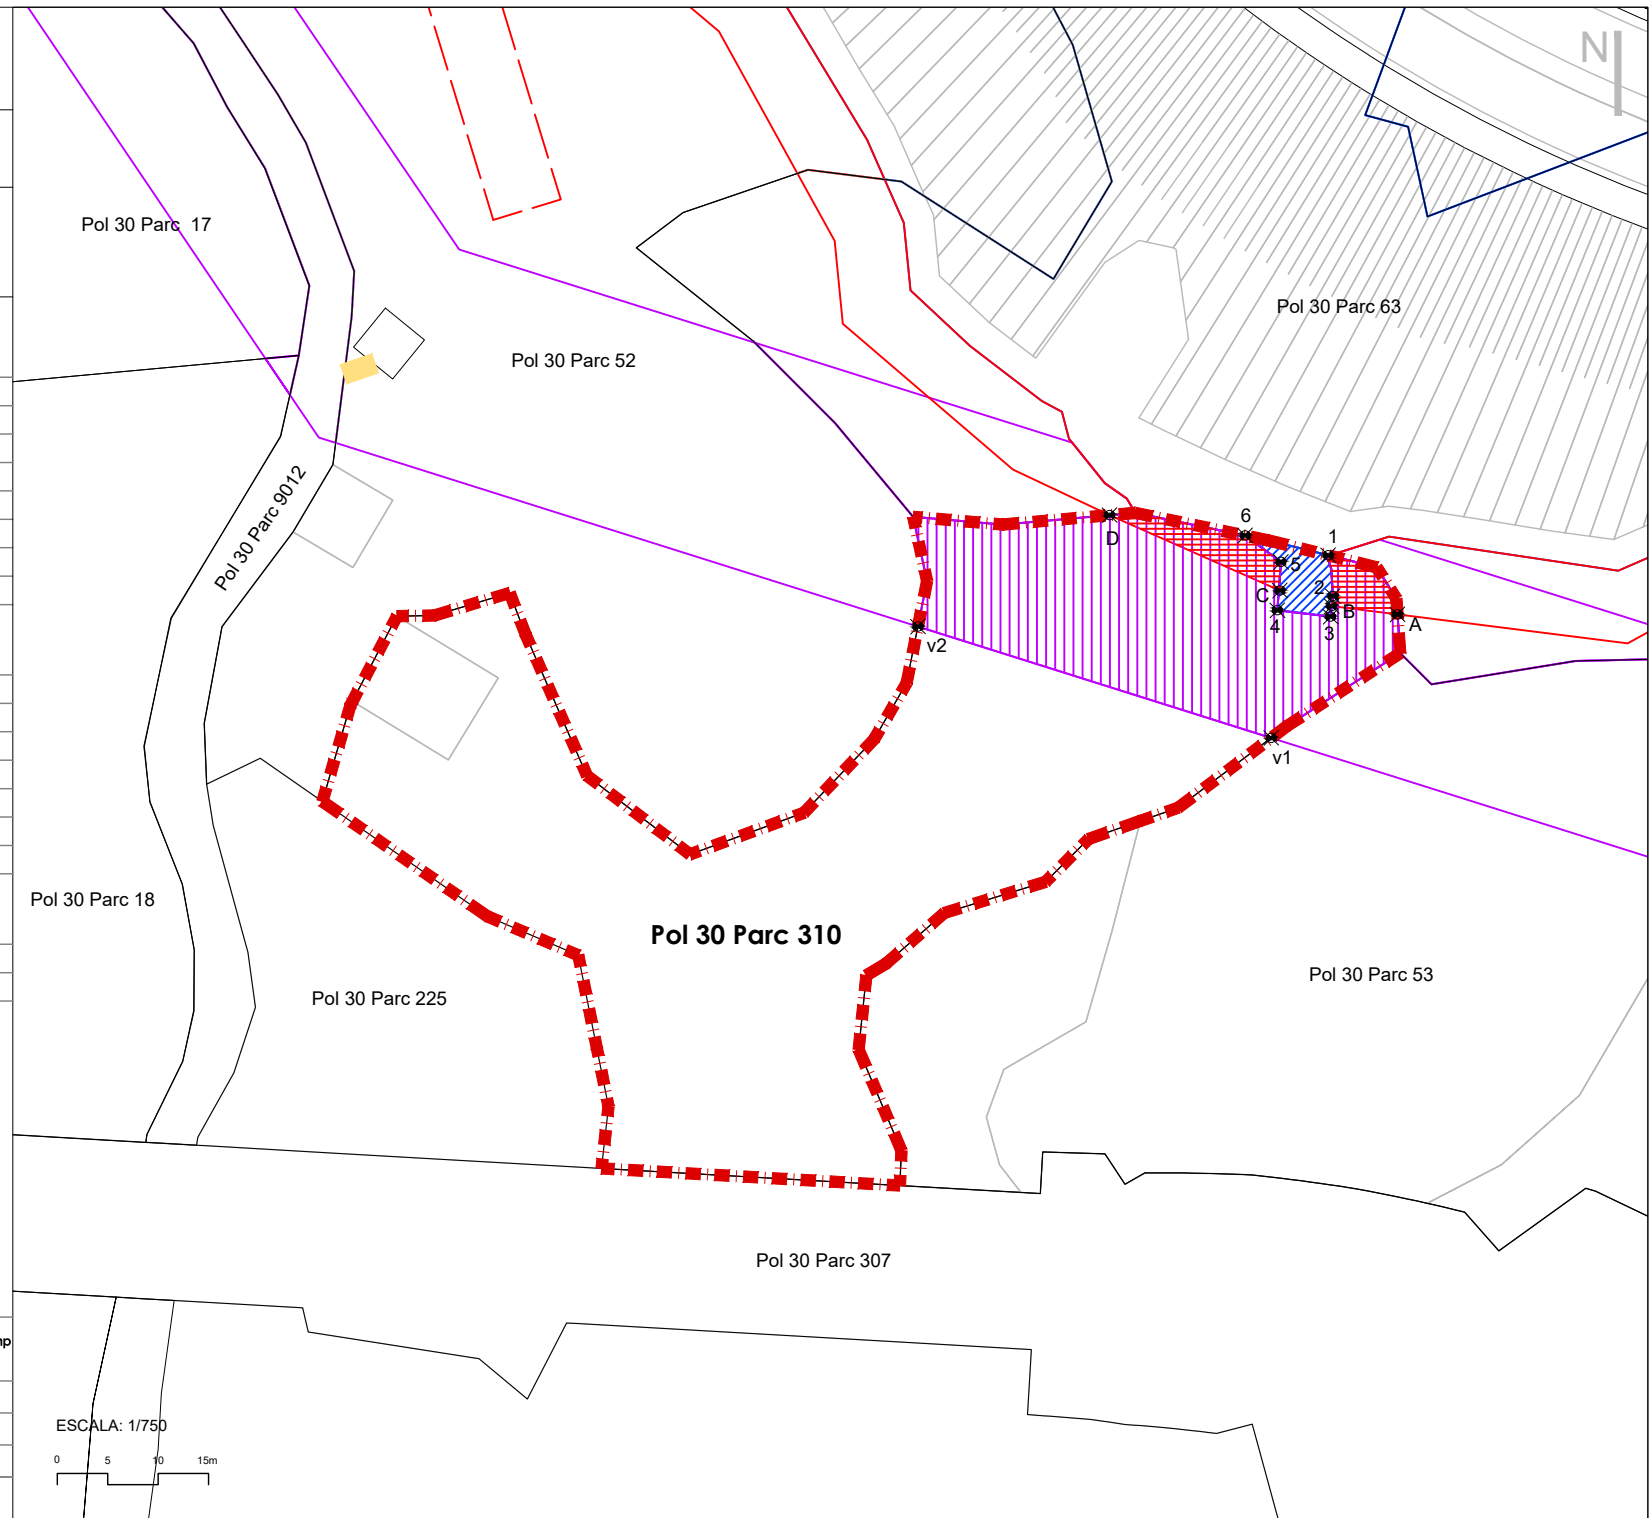 N
Pol 30 Parc 17
Pol 30 Parc 63
Pol 30 Parc 52
Pol 30 Parc 9012
6
1
D
5
2
C
B
A
4
3
v2
v1
Pol 30 Parc 18
Pol 30 Parc 310
Pol 30 Parc 53
Pol 30 Parc 225
Pol 30 Parc 307
ESCALA: 1/750
0 5 10 15m